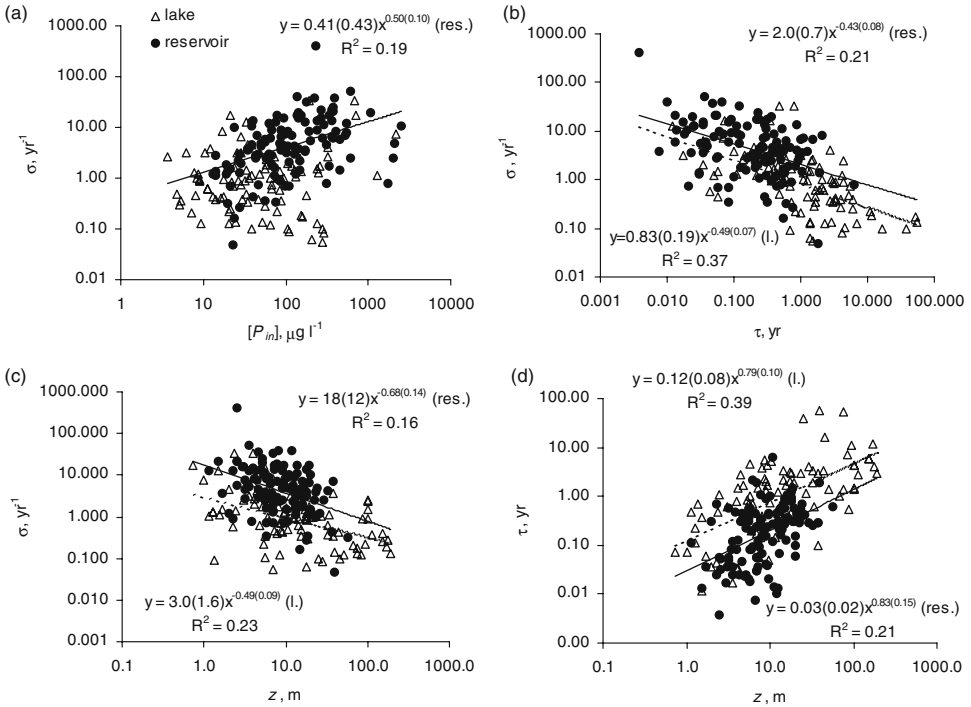 (a)
△ lake
● reservoir
y = 0.41(0.43)x^0.50(0.10) (res.)
R² = 0.19
1000.00
100.00
10.00
1.00
0.10
0.01
σ, yr⁻¹
1
10
100
1000
10000
[P_in], μg l⁻¹
(b)
y = 2.0(0.7)x^-0.43(0.08) (res.)
R² = 0.21
1000.00
100.00
10.00
1.00
0.10
0.01
σ, yr⁻¹
y=0.83(0.19)x^-0.49(0.07) (l.)
R² = 0.37
0.001
0.010
0.100
1.000
10.000
100.000
τ, yr
(c)
y = 18(12)x^-0.68(0.14) (res.)
R² = 0.16
1000.000
100.000
10.000
1.000
0.100
0.010
0.001
σ, yr⁻¹
y = 3.0(1.6)x^-0.49(0.09) (l.)
R² = 0.23
0.1
1.0
10.0
100.0
1000.0
z, m
(d)
y = 0.12(0.08)x^0.79(0.10) (l.)
R² = 0.39
100.00
10.00
1.00
0.10
0.01
0.00
τ, yr
y = 0.03(0.02)x^0.83(0.15) (res.)
R² = 0.21
0.1
1.0
10.0
100.0
1000.0
z, m